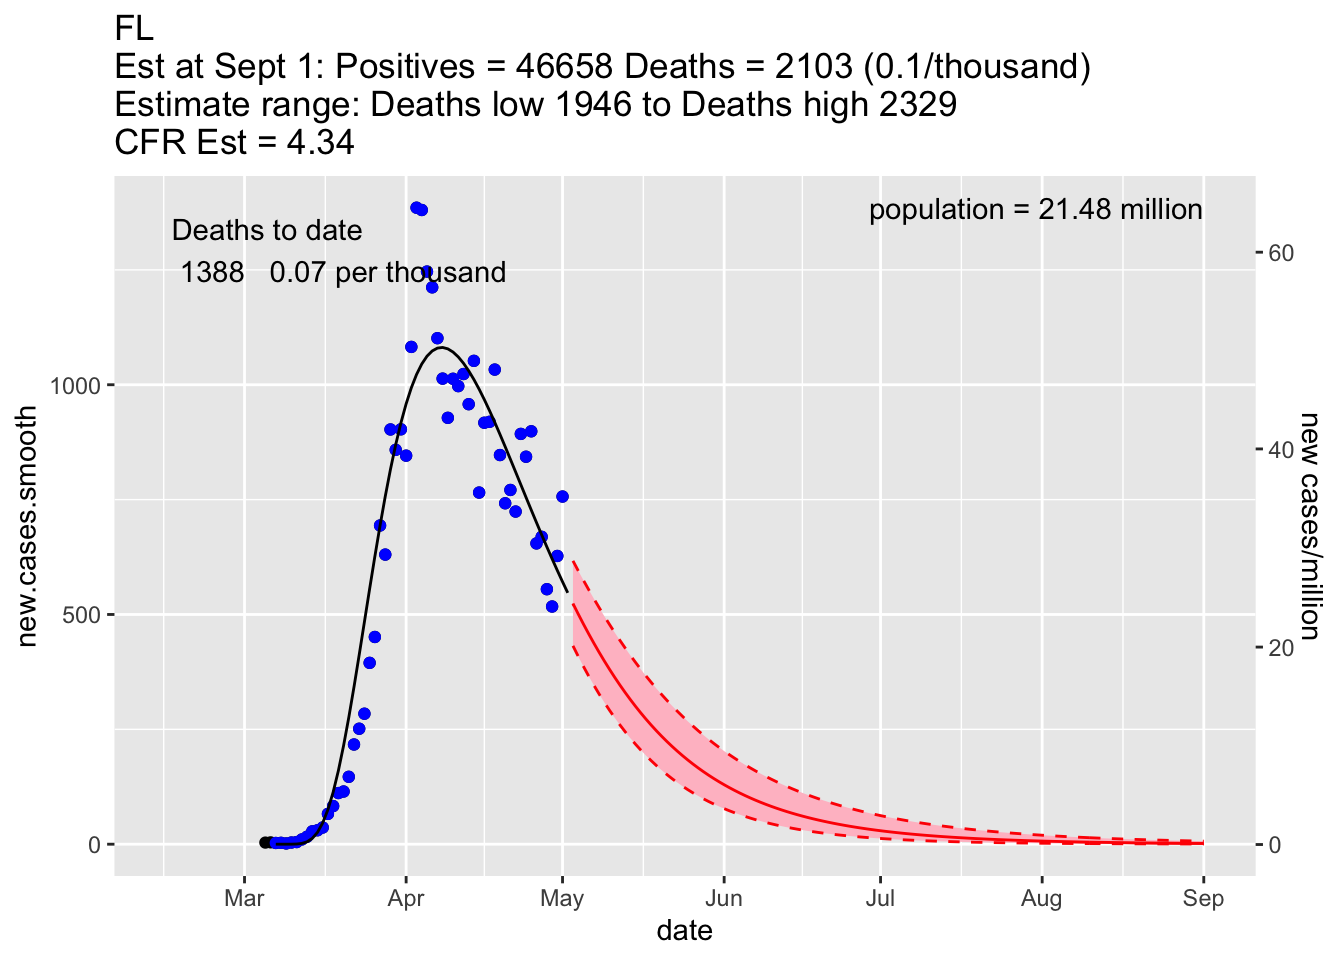 FL
Est at Sept 1: Positives = 46658 Deaths = 2103 (0.1/thousand)
Estimate range: Deaths low 1946 to Deaths high 2329
CFR Est = 4.34
population = 21.48 million
Deaths to date
1388 0.07 per thousand
new.cases.smooth
1000
500
0
60
40
20
0
new cases/million
Mar Apr May Jun Jul Aug Sep
date